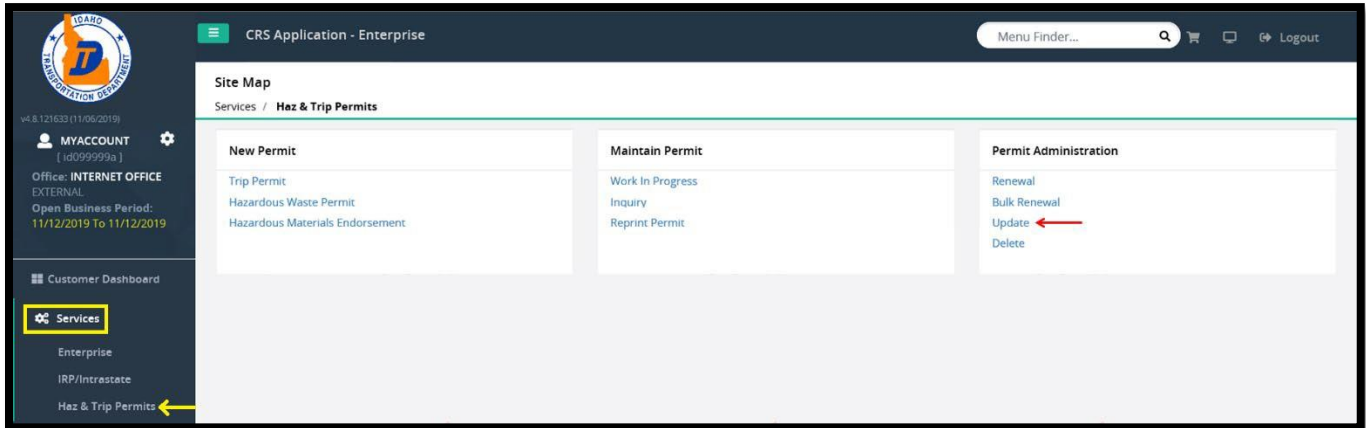 IDAHO
TRANSPORTATION DEPARTMENT
v4.8.121633 (11/06/2019)
MYACCOUNT
[ id099999a ]
Office: INTERNET OFFICE
EXTERNAL
Open Business Period:
11/12/2019 To 11/12/2019
Customer Dashboard
Services
Enterprise
IRP/Intrastate
Haz & Trip Permits
CRS Application - Enterprise
Menu Finder...
Logout
Site Map
Services / Haz & Trip Permits
New Permit
Trip Permit
Hazardous Waste Permit
Hazardous Materials Endorsement
Maintain Permit
Work In Progress
Inquiry
Reprint Permit
Permit Administration
Renewal
Bulk Renewal
Update
Delete